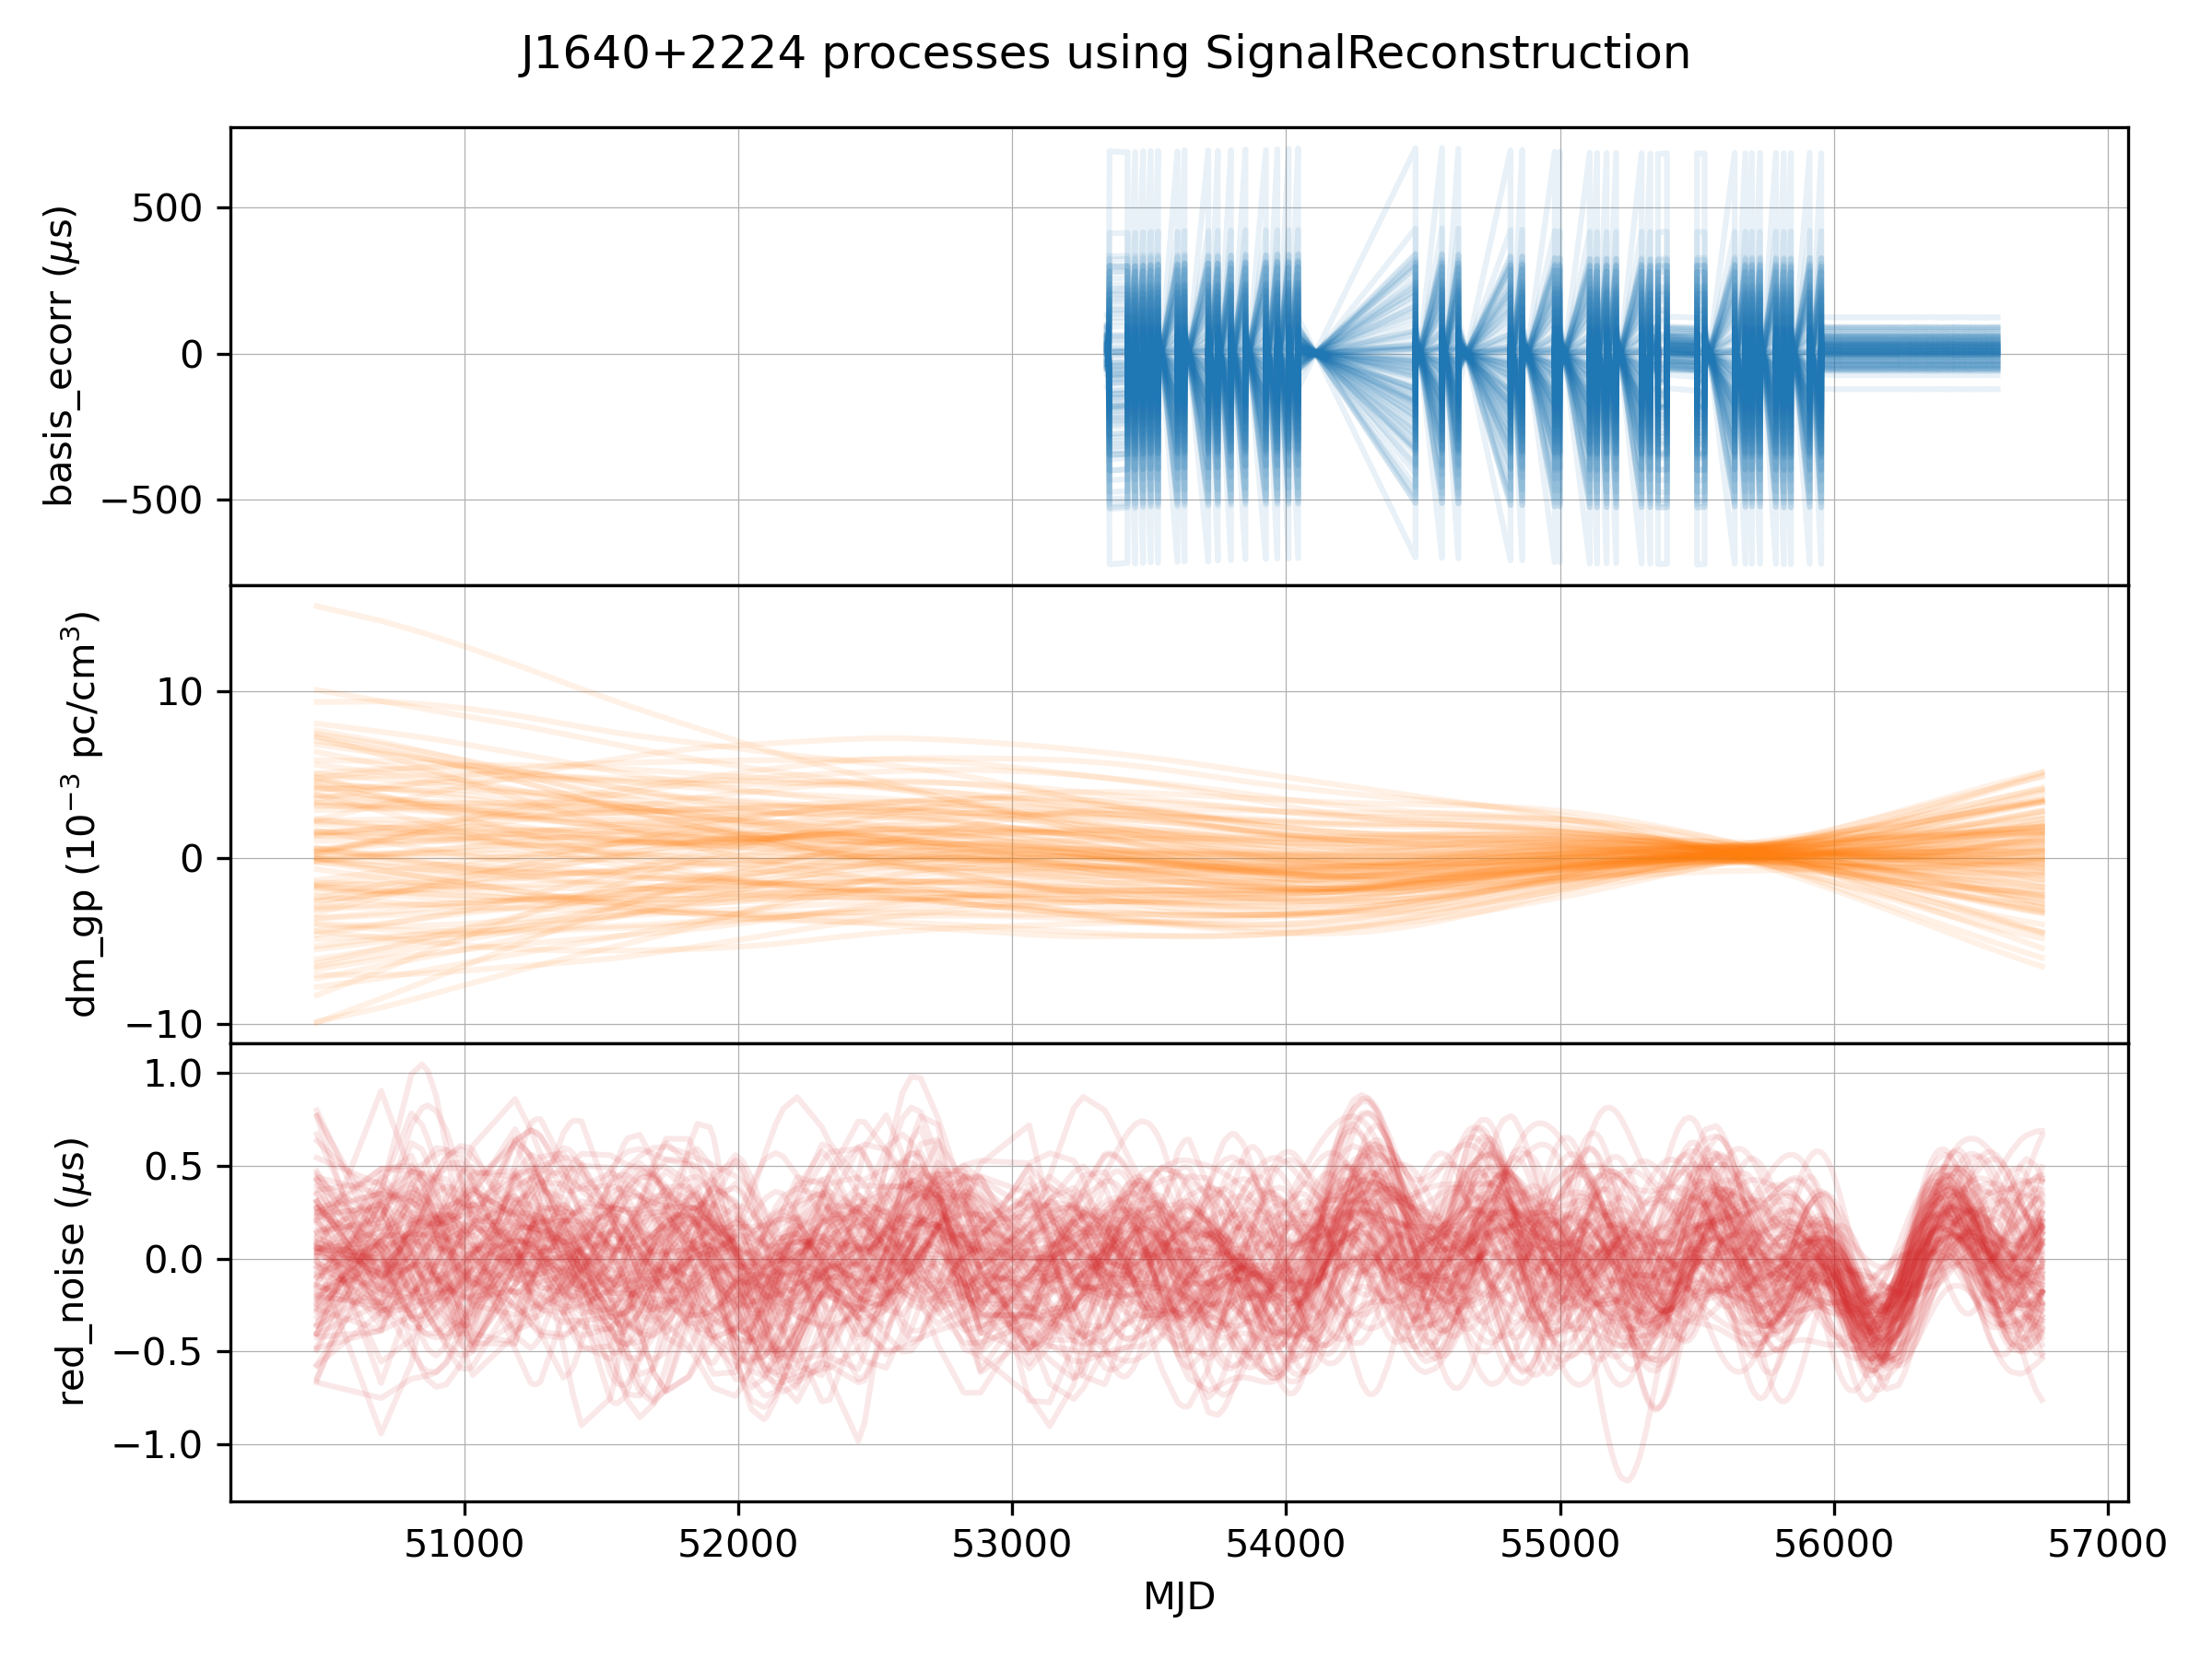 J1640+2224 processes using SignalReconstruction
basis_ecorr (μs)
500
0
−500
dm_gp (10⁻³ pc/cm³)
10
0
−10
red_noise (μs)
1.0
0.5
0.0
−0.5
−1.0
51000 52000 53000 54000 55000 56000 57000
MJD